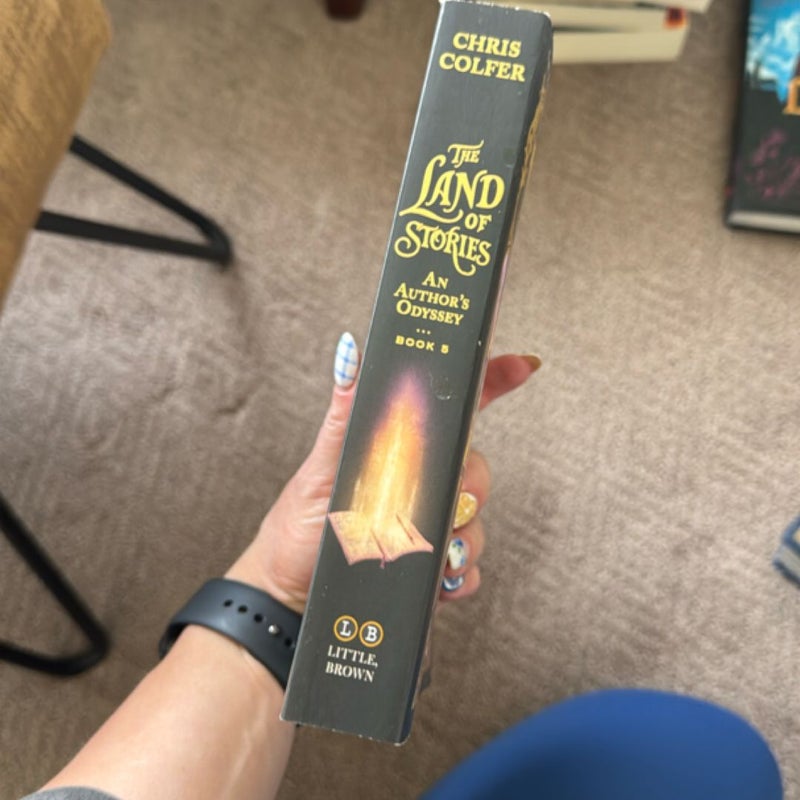 CHRIS
COLFER
THE
LAND
OF
STORIES
AN
AUTHOR'S
ODYSSEY
...
BOOK 5
L B
LITTLE,
BROWN